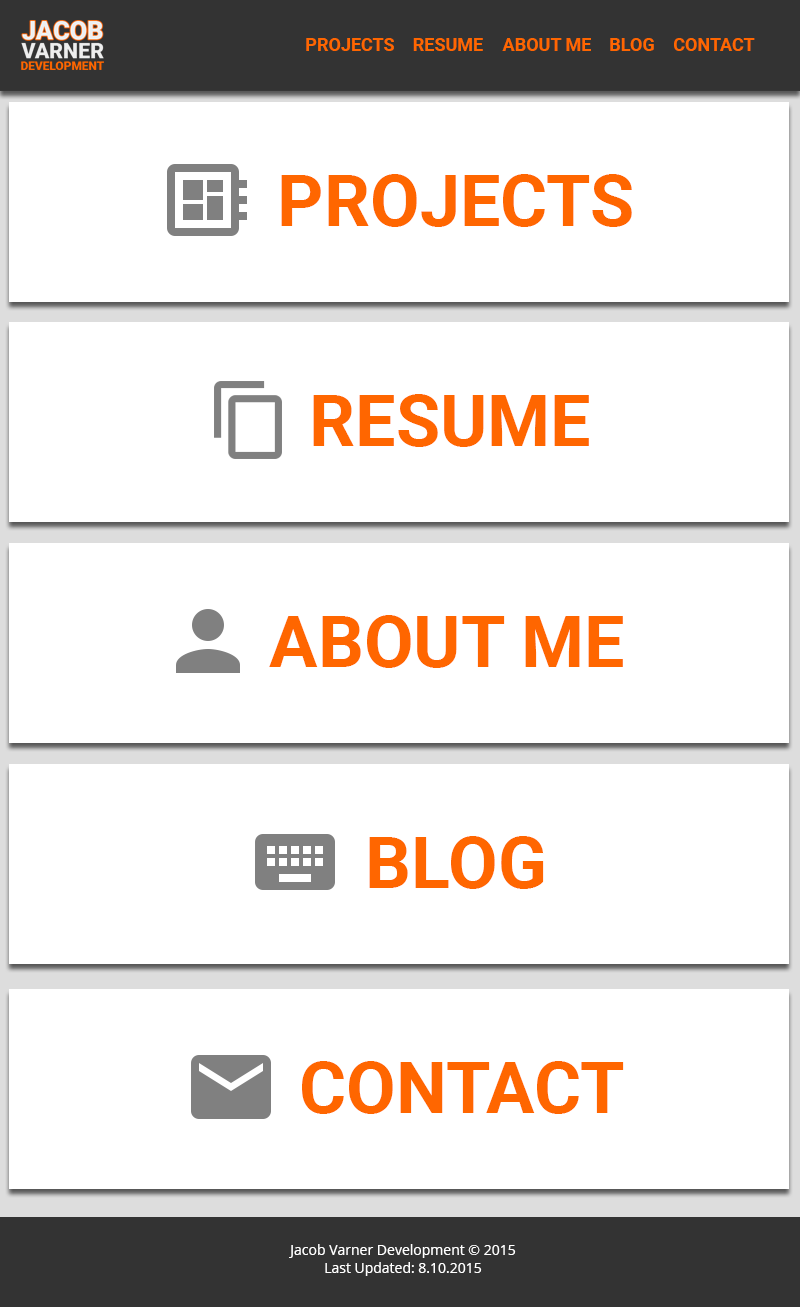 JACOB
VARNER
DEVELOPMENT
PROJECTS RESUME ABOUT ME BLOG CONTACT
PROJECTS
RESUME
ABOUT ME
BLOG
CONTACT
Jacob Varner Development © 2015
Last Updated: 8.10.2015